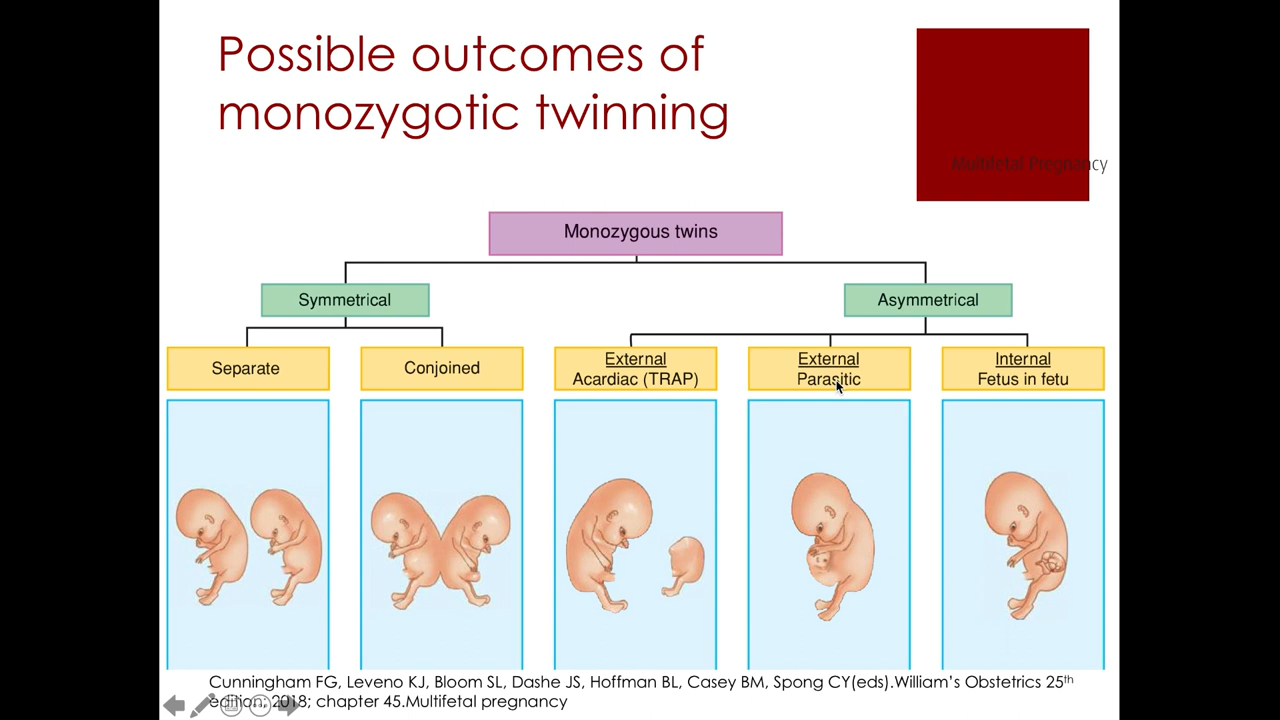 Possible outcomes of
monozygotic twinning
Multifetal Pregnancy
Monozygous twins
Symmetrical
Asymmetrical
Separate
Conjoined
External
Acardiac (TRAP)
External
Parasitic
Internal
Fetus in fetu
Cunningham FG, Leveno KJ, Bloom SL, Dashe JS, Hoffman BL, Casey BM, Spong CY(eds).William’s Obstetrics 25th
edition, 2018; chapter 45.Multifetal pregnancy